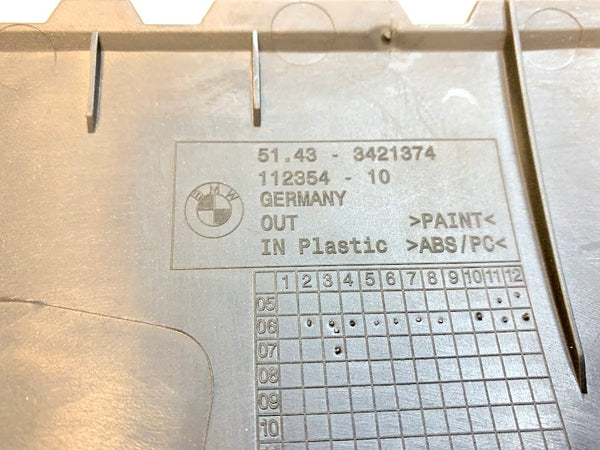 51.43 - 3421374
112354 - 10
BMW
GERMANY
OUT >PAINT<
IN Plastic >ABS/PC<
1 2 3 4 5 6 7 8 9 10 11 12
05
06
07
08
09
10